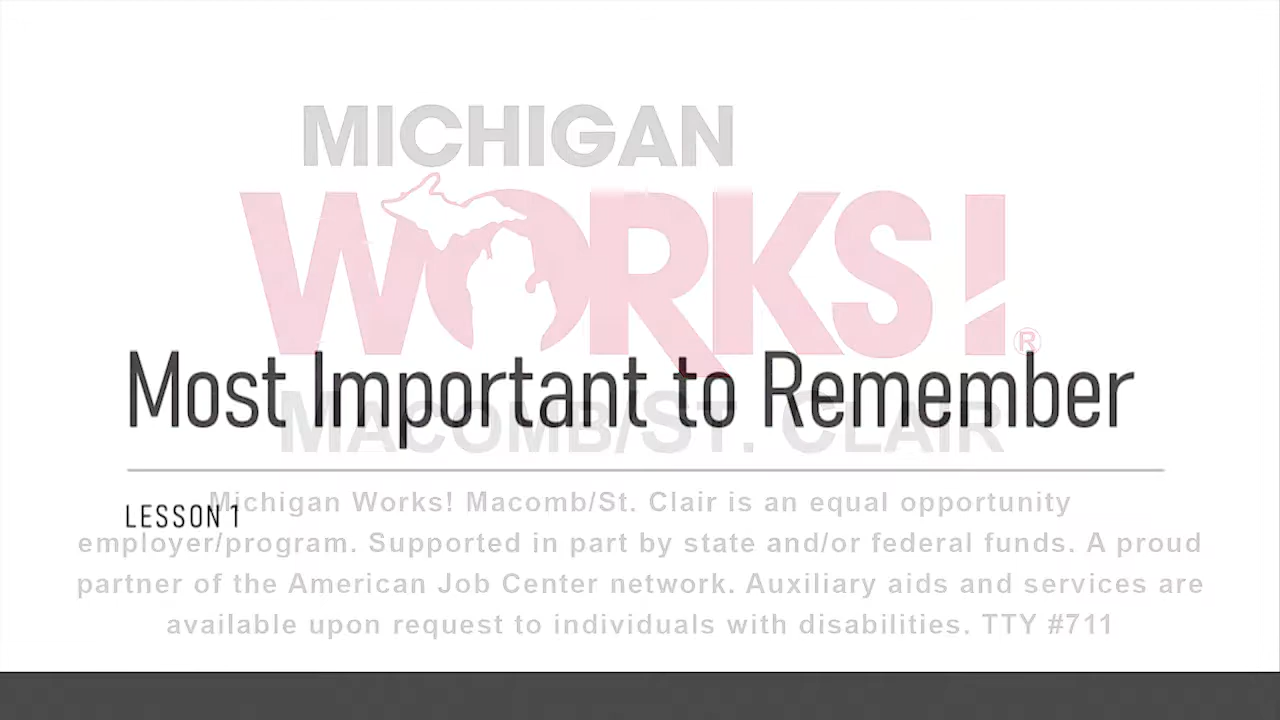 MICHIGAN
WORKS!®
Most Important to Remember
MACOMB/ST. CLAIR
LESSON 1
Michigan Works! Macomb/St. Clair is an equal opportunity
employer/program. Supported in part by state and/or federal funds. A proud
partner of the American Job Center network. Auxiliary aids and services are
available upon request to individuals with disabilities. TTY #711